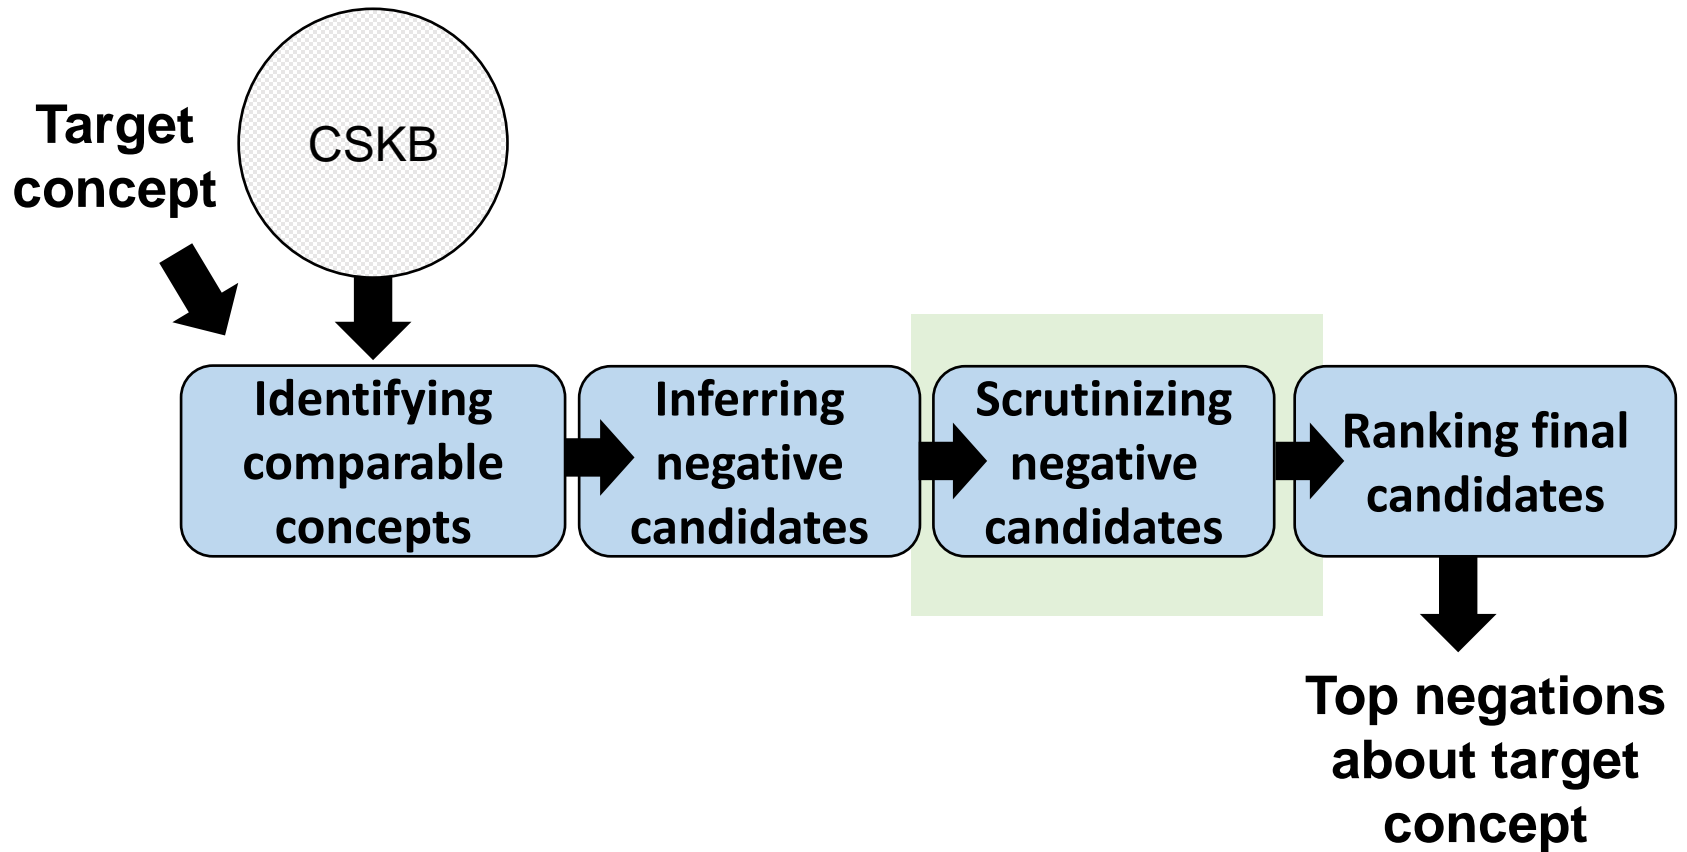 Target
concept
CSKB
Identifying
comparable
concepts
Inferring
negative
candidates
Scrutinizing
negative
candidates
Ranking final
candidates
Top negations
about target
concept